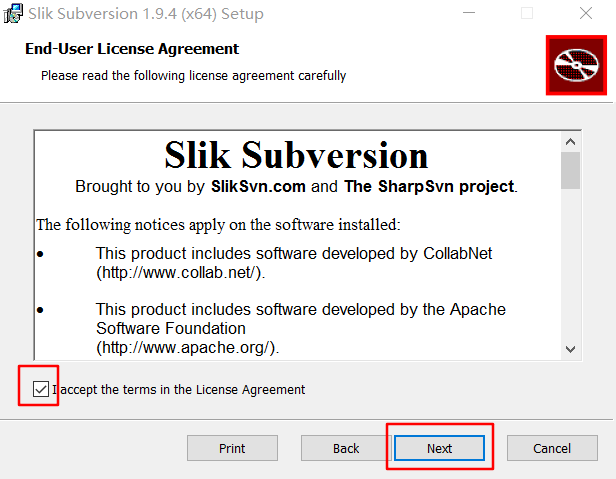 Slik Subversion 1.9.4 (x64) Setup
End-User License Agreement
Please read the following license agreement carefully
Slik Subversion
Brought to you by SlikSvn.com and The SharpSvn project.
The following notices apply on the software installed:
• This product includes software developed by CollabNet
(http://www.collab.net/).
• This product includes software developed by the Apache
Software Foundation
(http://www.apache.org/).
I accept the terms in the License Agreement
Print
Back
Next
Cancel